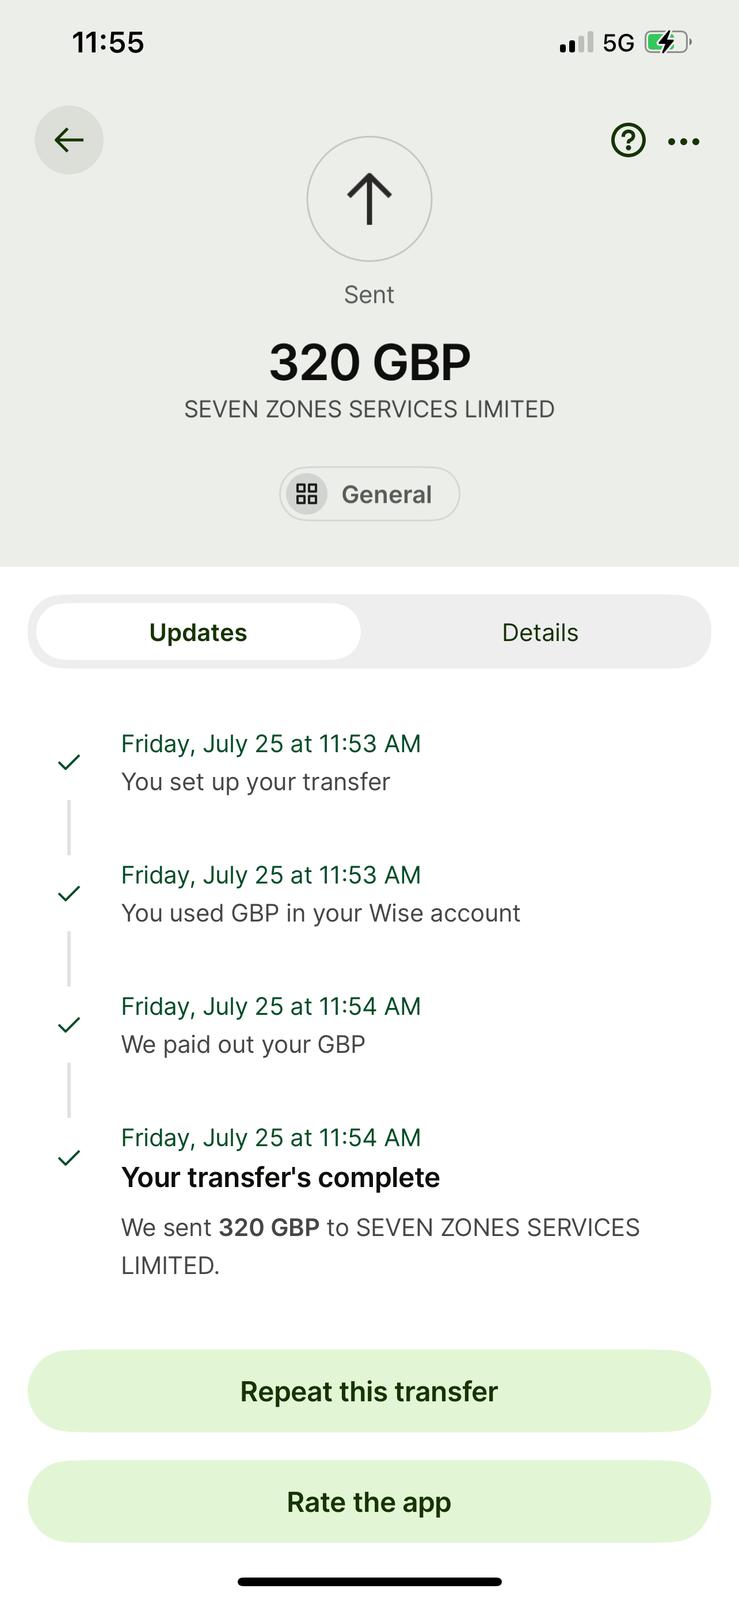 11:55
5G
Sent
320 GBP
SEVEN ZONES SERVICES LIMITED
General
Updates
Details
Friday, July 25 at 11:53 AM
You set up your transfer
Friday, July 25 at 11:53 AM
You used GBP in your Wise account
Friday, July 25 at 11:54 AM
We paid out your GBP
Friday, July 25 at 11:54 AM
Your transfer's complete
We sent 320 GBP to SEVEN ZONES SERVICES
LIMITED.
Repeat this transfer
Rate the app